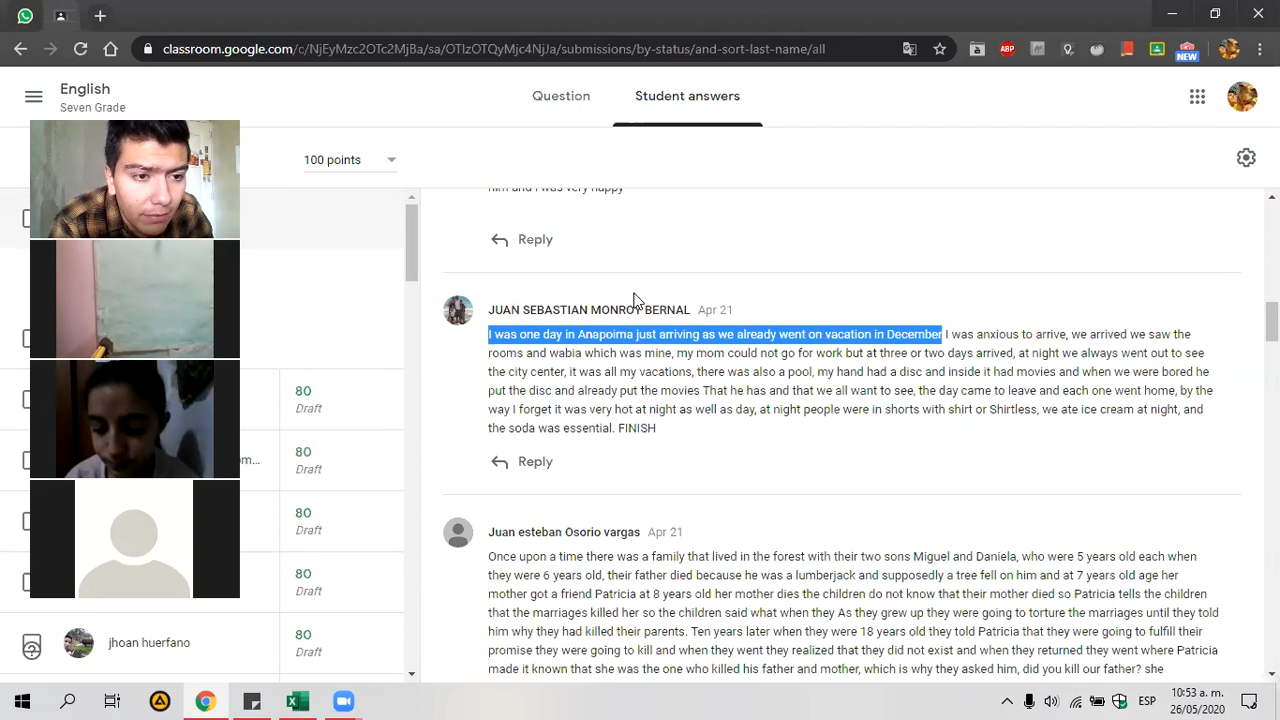 classroom.google.com/c/NjEyMzc2OTc2MjBa/sa/OTIzOTQyMjc4NjJa/submissions/by-status/and-sort-last-name/all
ABP
NEW
English
Seven Grade
Question
Student answers
100 points
him and I was very happy
Reply
JUAN SEBASTIAN MONROY BERNAL Apr 21
I was one day in Anapoima just arriving as we already went on vacation in December I was anxious to arrive, we arrived we saw the
rooms and wabia which was mine, my mom could not go for work but at three or two days arrived, at night we always went out to see
the city center, it was all my vacations, there was also a pool, my hand had a disc and inside it had movies and when we were bored he
put the disc and already put the movies That he has and that we all want to see, the day came to leave and each one went home, by the
way I forget it was very hot at night as well as day, at night people were in shorts with shirt or Shirtless, we ate ice cream at night, and
the soda was essential. FINISH
Reply
80
Draft
om...
80
Draft
80
Draft
80
Draft
jhoan huerfano
80
Draft
Juan esteban Osorio vargas Apr 21
Once upon a time there was a family that lived in the forest with their two sons Miguel and Daniela, who were 5 years old each when
they were 6 years old, their father died because he was a lumberjack and supposedly a tree fell on him and at 7 years old age her
mother got a friend Patricia at 8 years old her mother dies the children do not know that their mother died so Patricia tells the children
that the marriages killed her so the children said what when they As they grew up they were going to torture the marriages until they told
him why they had killed their parents. Ten years later when they were 18 years old they told Patricia that they were going to fulfill their
promise they were going to kill and when they went they realized that they did not exist and when they returned they went where Patricia
made it known that she was the one who killed his father and mother, which is why they asked him, did you kill our father? she
ESP
10:53 a. m.
26/05/2020